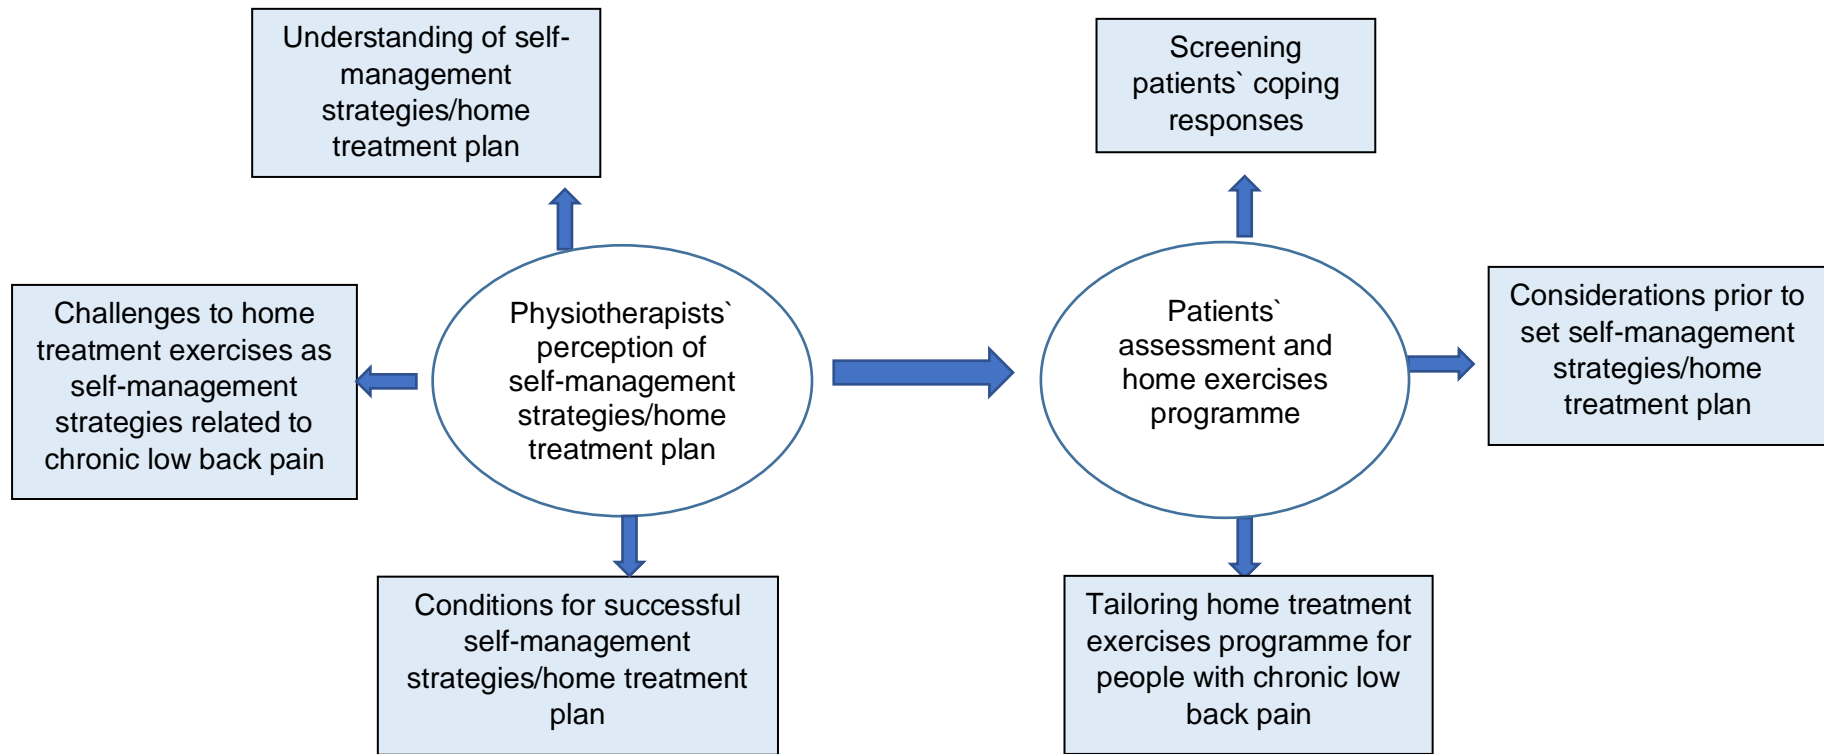 Understanding of self-
management
strategies/home
treatment plan
Screening
patients` coping
responses
Challenges to home
treatment exercises as
self-management
strategies related to
chronic low back pain
Physiotherapists`
perception of
self-management
strategies/home
treatment plan
Patients`
assessment and
home exercises
programme
Considerations prior to
set self-management
strategies/home
treatment plan
Conditions for successful
self-management
strategies/home treatment
plan
Tailoring home treatment
exercises programme for
people with chronic low
back pain